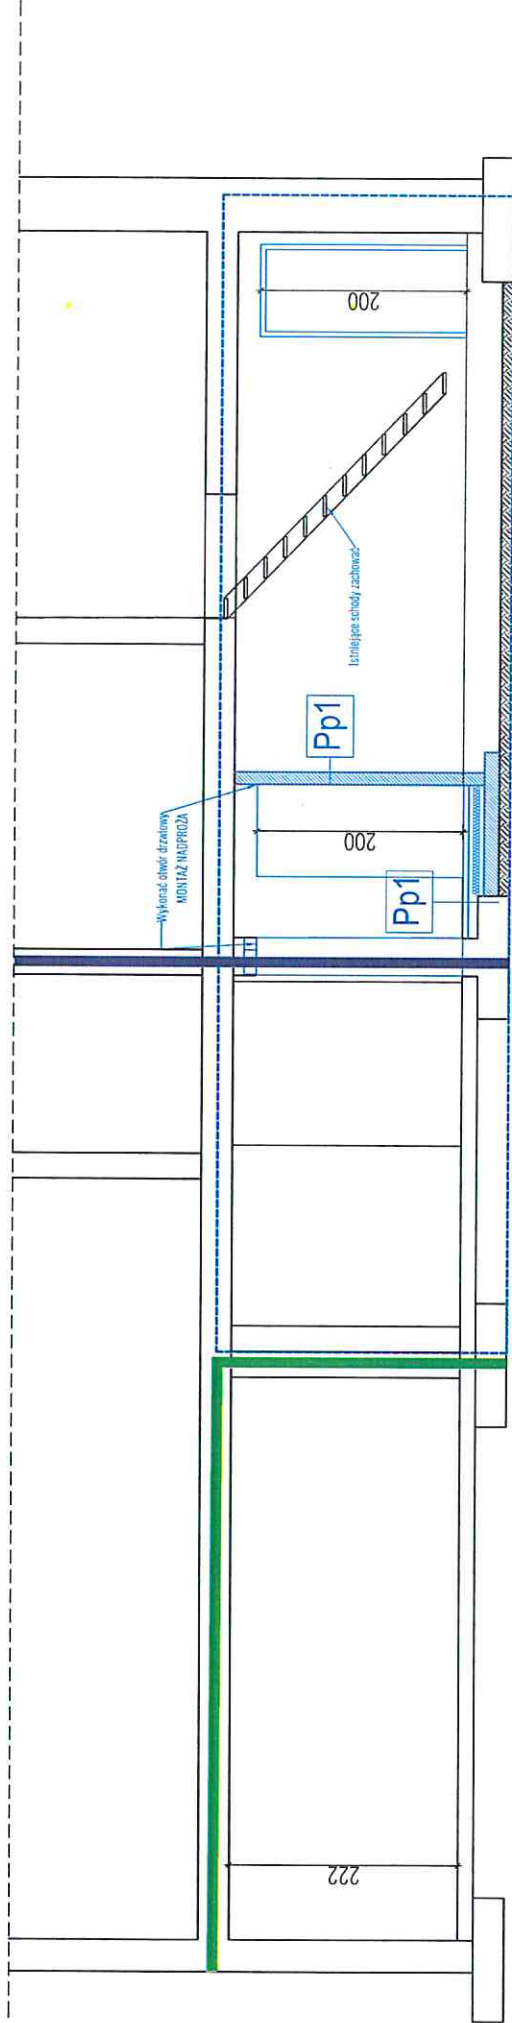 200
Istniejące schody zachować
Pp1
Wykonać otwór drzwiowy
MONTAŻ NADPROŻA
200
Pp1
222